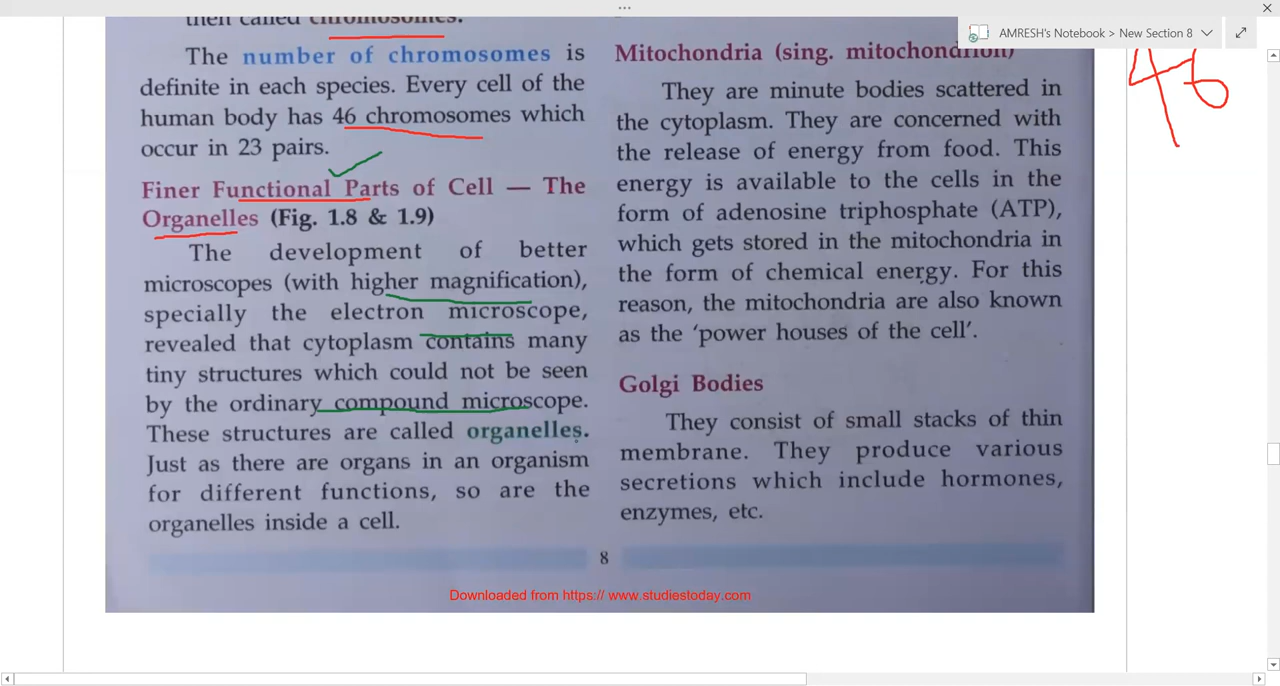 AMRESH's Notebook > New Section 8
46
then called chromosomes.
The number of chromosomes is
definite in each species. Every cell of the
human body has 46 chromosomes which
occur in 23 pairs.
Finer Functional Parts of Cell — The
Organelles (Fig. 1.8 & 1.9)
The development of better
microscopes (with higher magnification),
specially the electron microscope,
revealed that cytoplasm contains many
tiny structures which could not be seen
by the ordinary compound microscope.
These structures are called organelles.
Just as there are organs in an organism
for different functions, so are the
organelles inside a cell.
Mitochondria (sing. mitochondrion)
They are minute bodies scattered in
the cytoplasm. They are concerned with
the release of energy from food. This
energy is available to the cells in the
form of adenosine triphosphate (ATP),
which gets stored in the mitochondria in
the form of chemical energy. For this
reason, the mitochondria are also known
as the ‘power houses of the cell’.
Golgi Bodies
They consist of small stacks of thin
membrane. They produce various
secretions which include hormones,
enzymes, etc.
8
Downloaded from https:// www.studiestoday.com